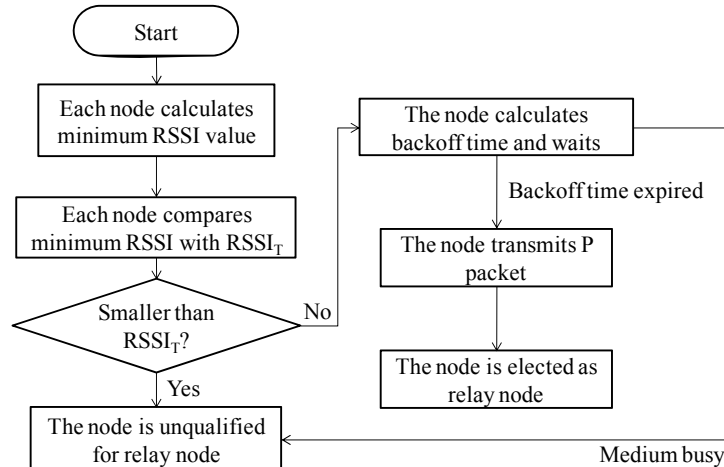 Start
Each node calculates
minimum RSSI value
Each node compares
minimum RSSI with RSSI_T
Smaller than
RSSI_T?
No
Yes
The node is unqualified
for relay node
The node calculates
backoff time and waits
Backoff time expired
The node transmits P
packet
The node is elected as
relay node
Medium busy